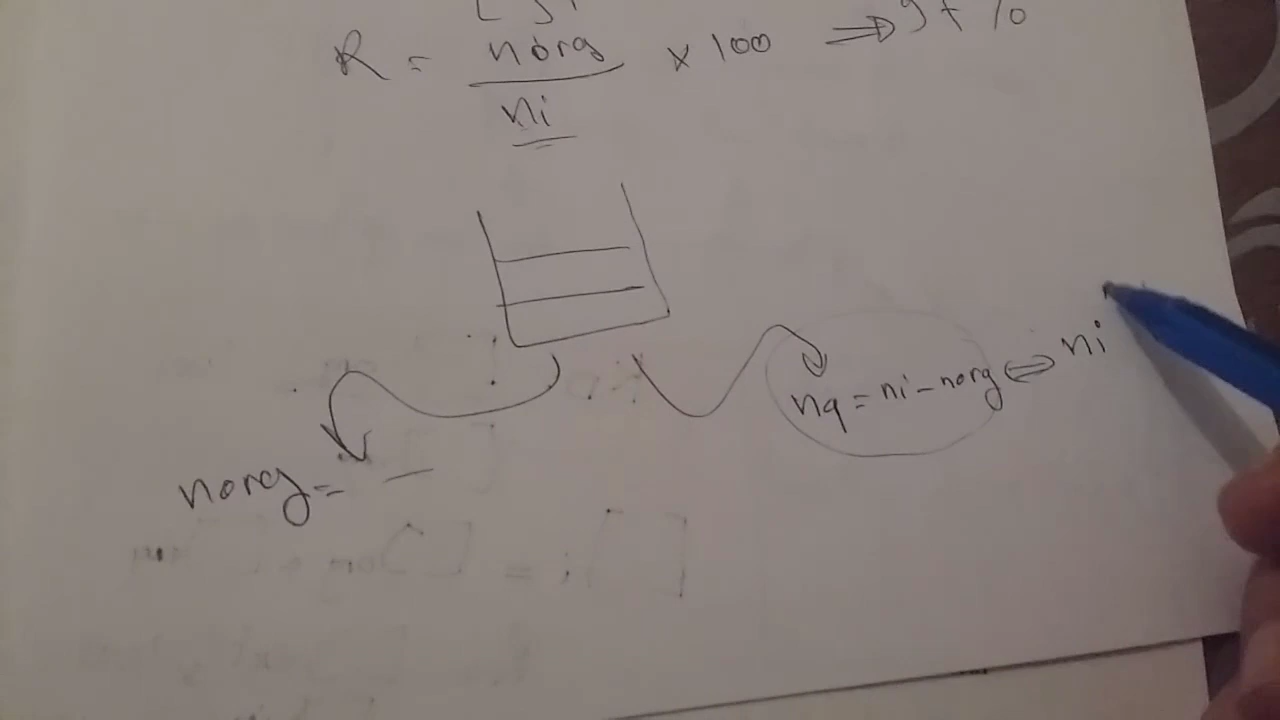 R = norg / ni × 100 ⇒ %
nq = ni - norg ⇔ ni
norg = —